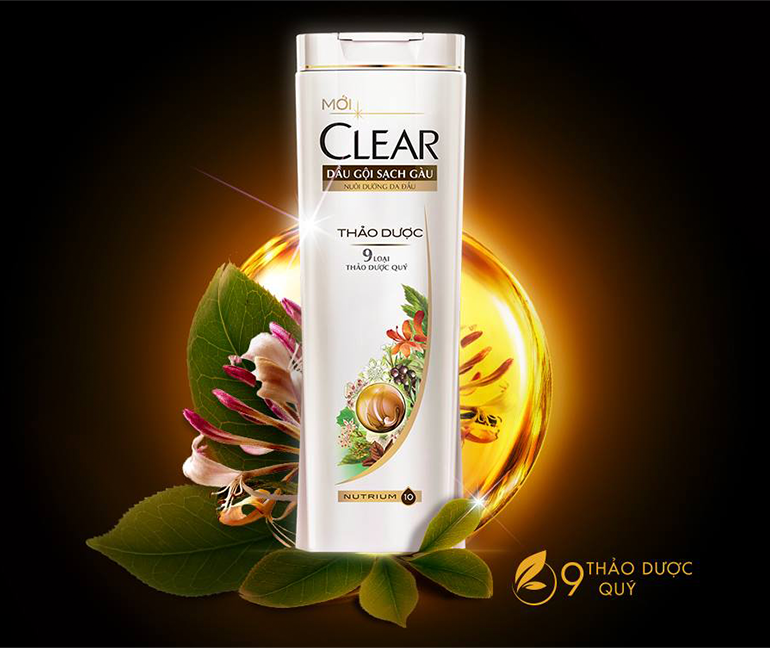 MỚI
CLEAR
DẦU GỘI SẠCH GÀU
NUÔI DƯỠNG DA ĐẦU
THẢO DƯỢC
9 LOẠI
THẢO DƯỢC QUÝ
NUTRIUM 10
9 THẢO DƯỢC
QUÝ